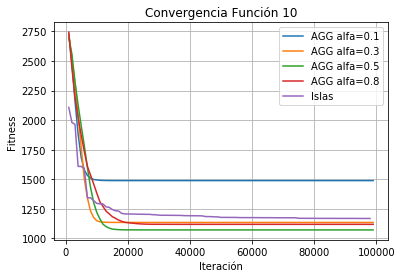 Convergencia Función 10
AGG alfa=0.1
AGG alfa=0.3
AGG alfa=0.5
AGG alfa=0.8
Islas
Fitness
2750
2500
2250
2000
1750
1500
1250
1000
0 20000 40000 60000 80000 100000
Iteración